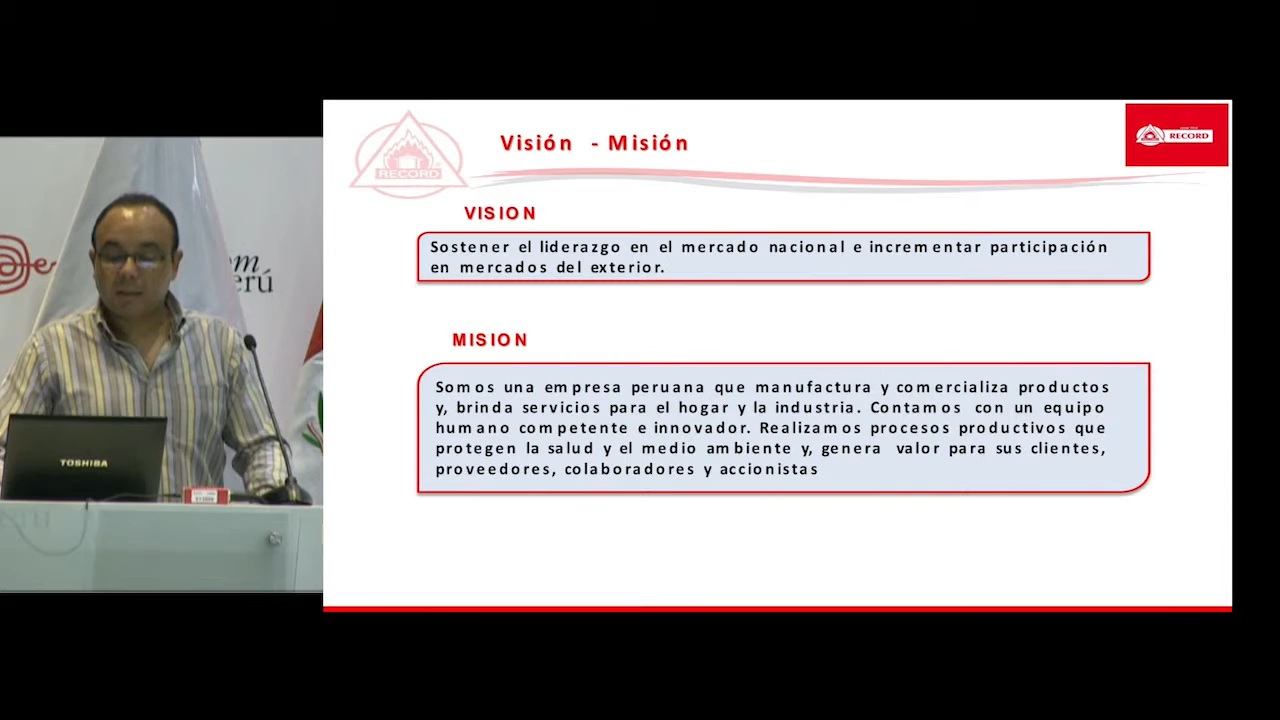 Visión - Misión
RECORD
RECORD
VISION
Sostener el liderazgo en el mercado nacional e incrementar participación
en mercados del exterior.
MISION
Somos una empresa peruana que manufactura y comercializa productos
y, brinda servicios para el hogar y la industria. Contamos con un equipo
humano competente e innovador. Realizamos procesos productivos que
protegen la salud y el medio ambiente y, genera valor para sus clientes,
proveedores, colaboradores y accionistas
TOSHIBA